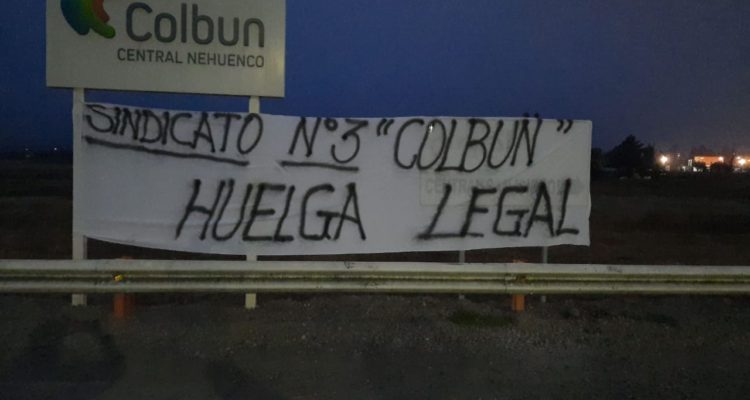 Colbun
CENTRAL NEHUENCO
SINDICATO N°3 "COLBUN"
HUELGA LEGAL